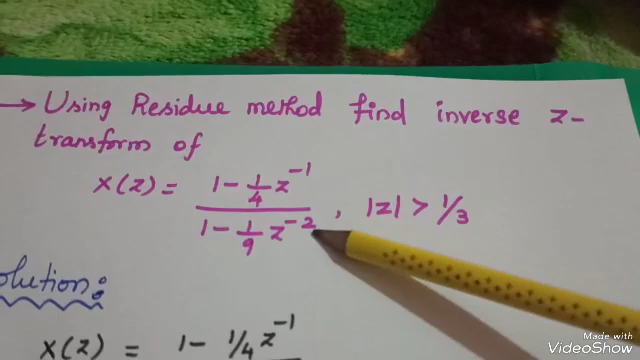 → Using Residue method find inverse z-
transform of
X(z) = (1 - 1/4 z^-1) / (1 - 1/9 z^-2) , |z| > 1/3
olution:
X(z) = 1 - 1/4 z^-1
Made with
VideoShow